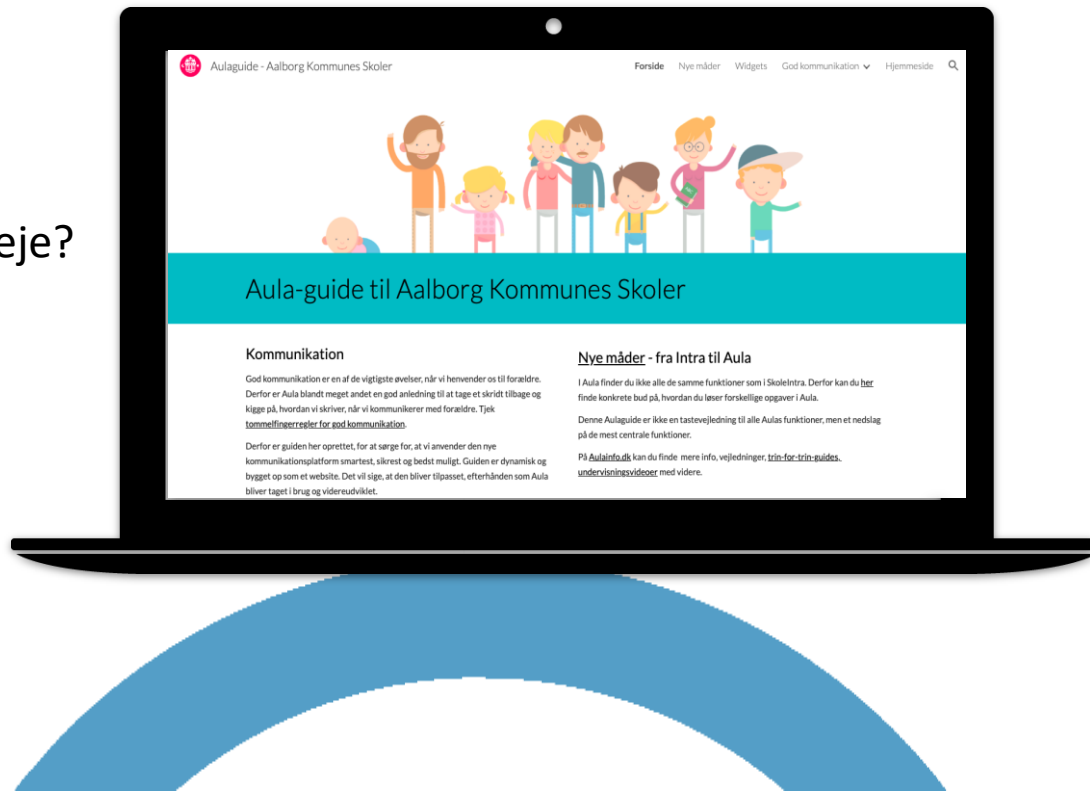 Aulaguide - Aalborg Kommunes Skoler
Forside Nye måder Widgets God kommunikation Hjemmeside
eje?
Aula-guide til Aalborg Kommunes Skoler
Kommunikation
God kommunikation er en af de vigtigste øvelser, når vi henvender os til forældre.
Derfor er Aula blandt meget andet en god anledning til at tage et skridt tilbage og
kigge på, hvordan vi skriver, når vi kommunikerer med forældre. Tjek
tommelfingerregler for god kommunikation.
Derfor er guiden her oprettet, for at sørge for, at vi anvender den nye
kommunikationsplatform smartest, sikrest og bedst muligt. Guiden er dynamisk og
bygget op som et website. Det vil sige, at den bliver tilpasset, efterhånden som Aula
bliver taget i brug og videreudviklet.
Nye måder - fra Intra til Aula
I Aula finder du ikke alle de samme funktioner som i SkoleIntra. Derfor kan du her
finde konkrete bud på, hvordan du løser forskellige opgaver i Aula.
Denne Aulaguide er ikke en tastevejledning til alle Aulas funktioner, men et nedslag
på de mest centrale funktioner.
På Aulainfo.dk kan du finde mere info, vejledninger, trin-for-trin-guides,
undervisningsvideoer med videre.